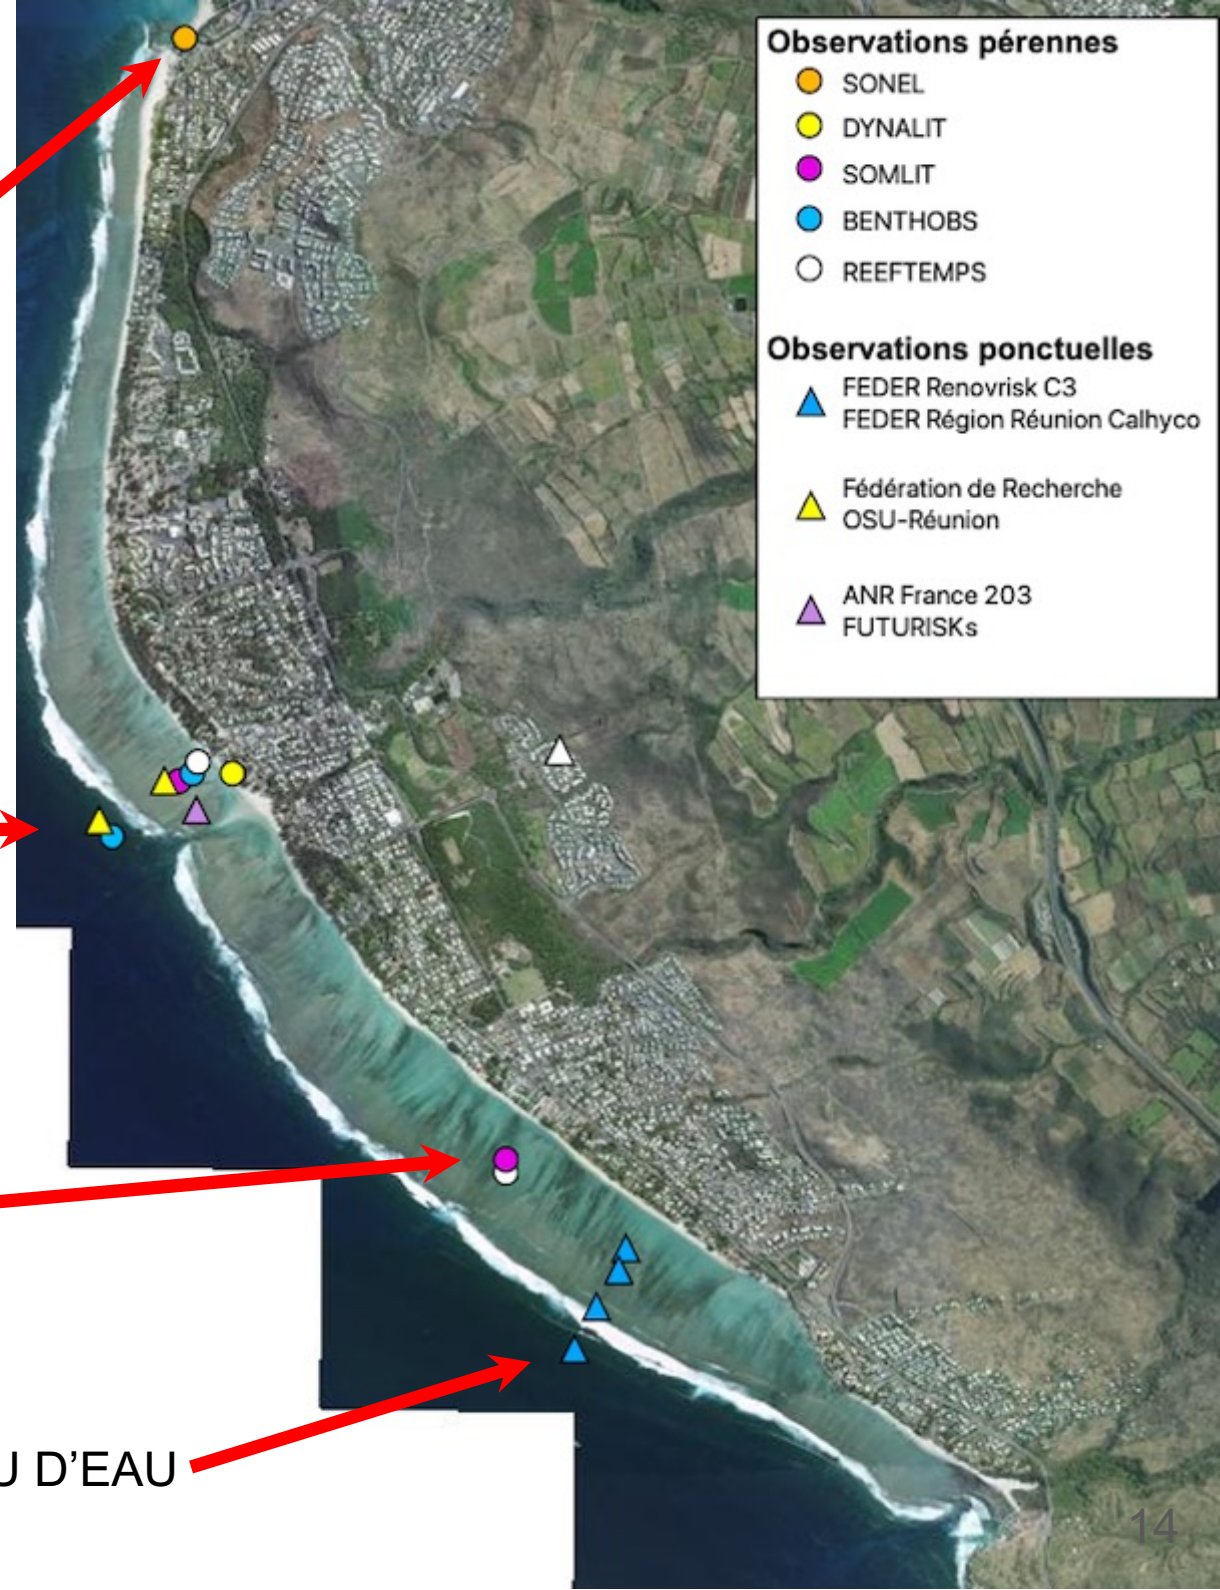 Observations pérennes
SONEL
DYNALIT
SOMLIT
BENTHOBS
REEFTEMPS
Observations ponctuelles
FEDER Renovrisk C3
FEDER Région Réunion Calhyco
Fédération de Recherche
OSU-Réunion
ANR France 203
FUTURISKs
U D’EAU
14